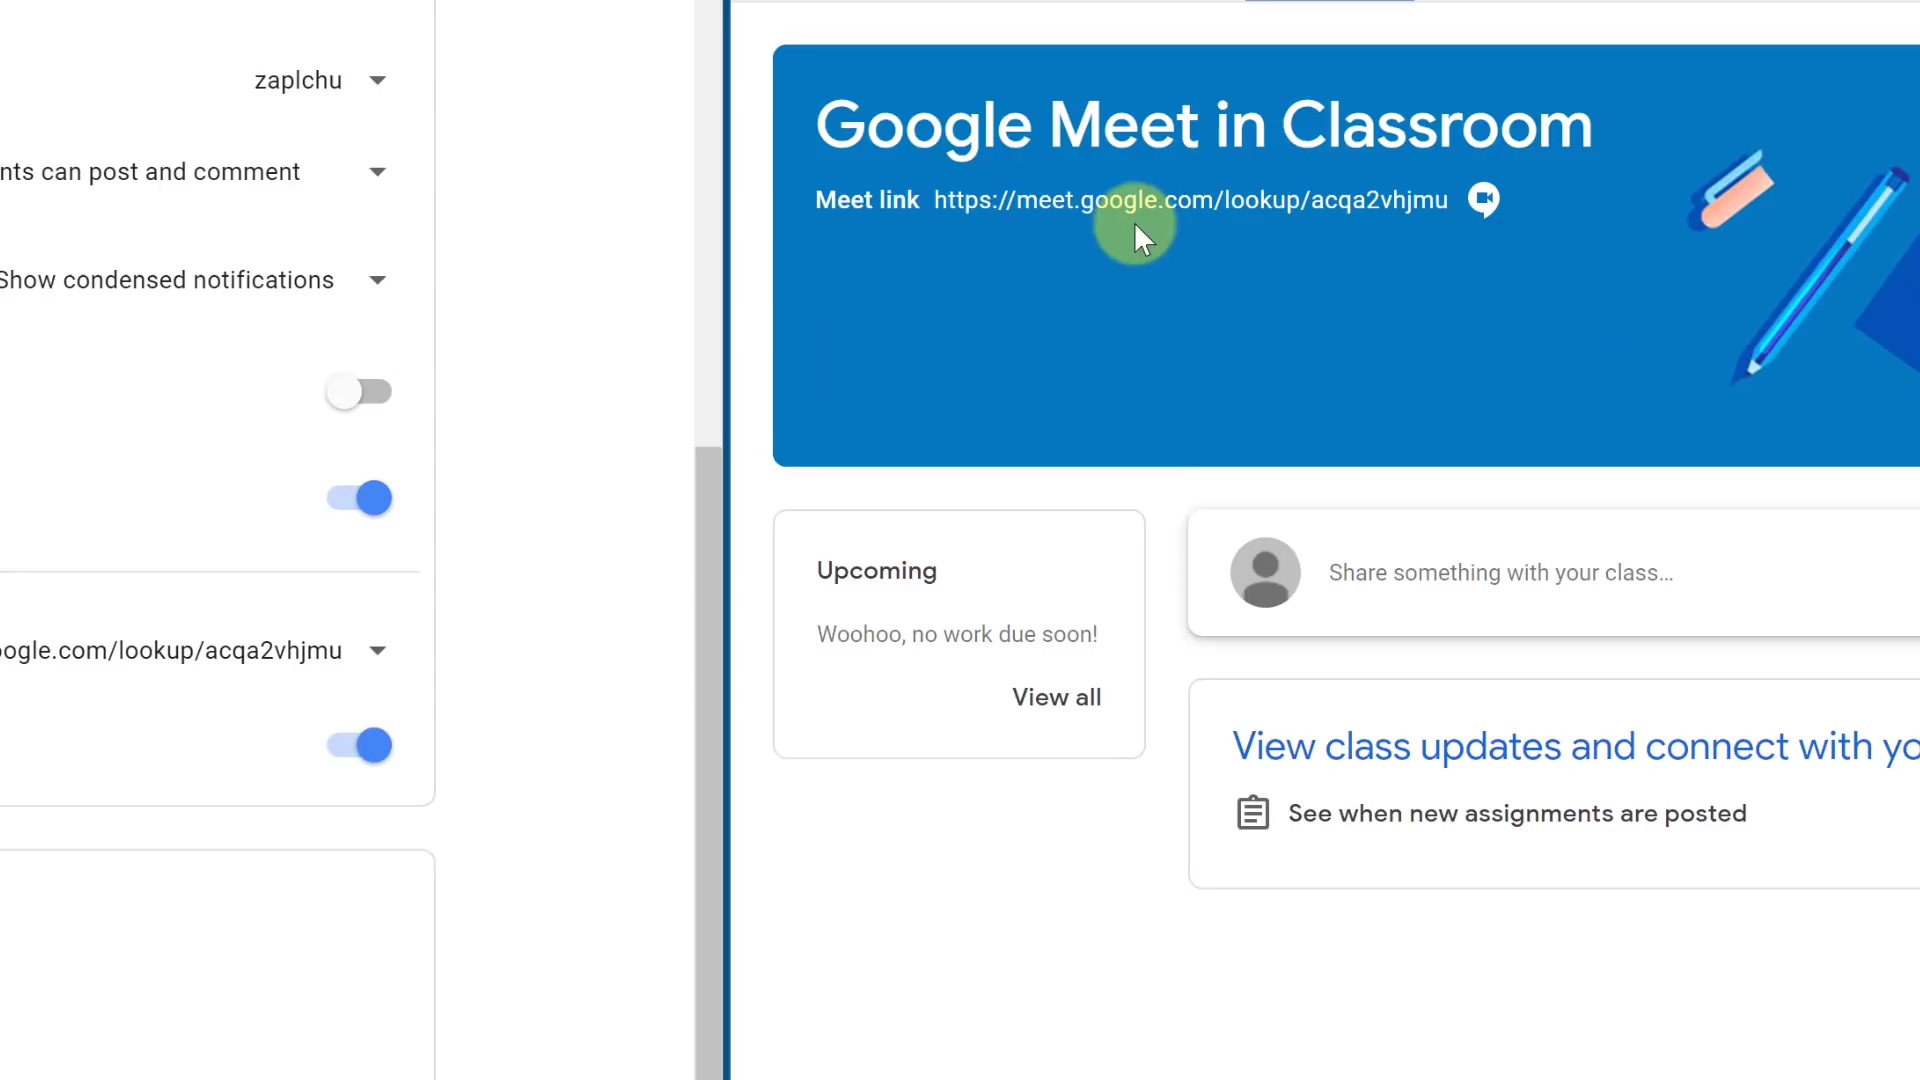 zaplchu
nts can post and comment
Show condensed notifications
oogle.com/lookup/acqa2vhjmu
Google Meet in Classroom
Meet link https://meet.google.com/lookup/acqa2vhjmu
Upcoming
Woohoo, no work due soon!
View all
Share something with your class...
View class updates and connect with yo
See when new assignments are posted